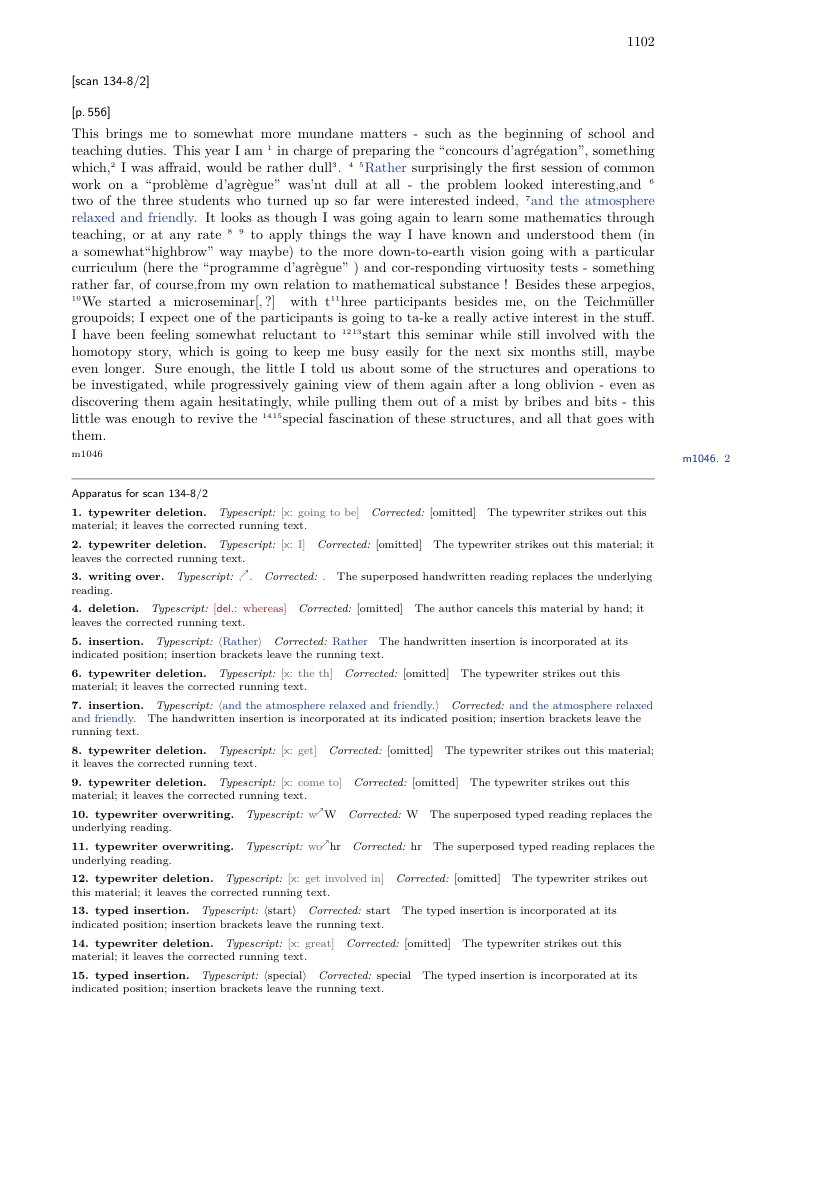 1102
[scan 134-8/2]
[p. 556]
This brings me to somewhat more mundane matters - such as the beginning of school and
teaching duties. This year I am ¹ in charge of preparing the “concours d’agrégation”, something
which,² I was affraid, would be rather dull³. ⁴ ⁵Rather surprisingly the first session of common
work on a “problème d’agrègue” was’nt dull at all - the problem looked interesting,and ⁶
two of the three students who turned up so far were interested indeed, ⁷and the atmosphere
relaxed and friendly. It looks as though I was going again to learn some mathematics through
teaching, or at any rate ⁸ ⁹ to apply things the way I have known and understood them (in
a somewhat“highbrow” way maybe) to the more down-to-earth vision going with a particular
curriculum (here the “programme d’agrègue” ) and cor-responding virtuosity tests - something
rather far, of course,from my own relation to mathematical substance ! Besides these arpegios,
¹⁰We started a microseminar[, ?] with t¹¹hree participants besides me, on the Teichmüller
groupoids; I expect one of the participants is going to ta-ke a really active interest in the stuff.
I have been feeling somewhat reluctant to ¹²¹³start this seminar while still involved with the
homotopy story, which is going to keep me busy easily for the next six months still, maybe
even longer. Sure enough, the little I told us about some of the structures and operations to
be investigated, while progressively gaining view of them again after a long oblivion - even as
discovering them again hesitatingly, while pulling them out of a mist by bribes and bits - this
little was enough to revive the ¹⁴¹⁵special fascination of these structures, and all that goes with
them.
m1046
m1046. 2
Apparatus for scan 134-8/2
1. typewriter deletion. Typescript: [x: going to be] Corrected: [omitted] The typewriter strikes out this
material; it leaves the corrected running text.
2. typewriter deletion. Typescript: [x: I] Corrected: [omitted] The typewriter strikes out this material; it
leaves the corrected running text.
3. writing over. Typescript: ;↗. Corrected: . The superposed handwritten reading replaces the underlying
reading.
4. deletion. Typescript: [del.: whereas] Corrected: [omitted] The author cancels this material by hand; it
leaves the corrected running text.
5. insertion. Typescript: ⟨Rather⟩ Corrected: Rather The handwritten insertion is incorporated at its
indicated position; insertion brackets leave the running text.
6. typewriter deletion. Typescript: [x: the th] Corrected: [omitted] The typewriter strikes out this
material; it leaves the corrected running text.
7. insertion. Typescript: ⟨and the atmosphere relaxed and friendly.⟩ Corrected: and the atmosphere relaxed
and friendly. The handwritten insertion is incorporated at its indicated position; insertion brackets leave the
running text.
8. typewriter deletion. Typescript: [x: get] Corrected: [omitted] The typewriter strikes out this material;
it leaves the corrected running text.
9. typewriter deletion. Typescript: [x: come to] Corrected: [omitted] The typewriter strikes out this
material; it leaves the corrected running text.
10. typewriter overwriting. Typescript: w↗W Corrected: W The superposed typed reading replaces the
underlying reading.
11. typewriter overwriting. Typescript: wo↗hr Corrected: hr The superposed typed reading replaces the
underlying reading.
12. typewriter deletion. Typescript: [x: get involved in] Corrected: [omitted] The typewriter strikes out
this material; it leaves the corrected running text.
13. typed insertion. Typescript: ⟨start⟩ Corrected: start The typed insertion is incorporated at its
indicated position; insertion brackets leave the running text.
14. typewriter deletion. Typescript: [x: great] Corrected: [omitted] The typewriter strikes out this
material; it leaves the corrected running text.
15. typed insertion. Typescript: ⟨special⟩ Corrected: special The typed insertion is incorporated at its
indicated position; insertion brackets leave the running text.